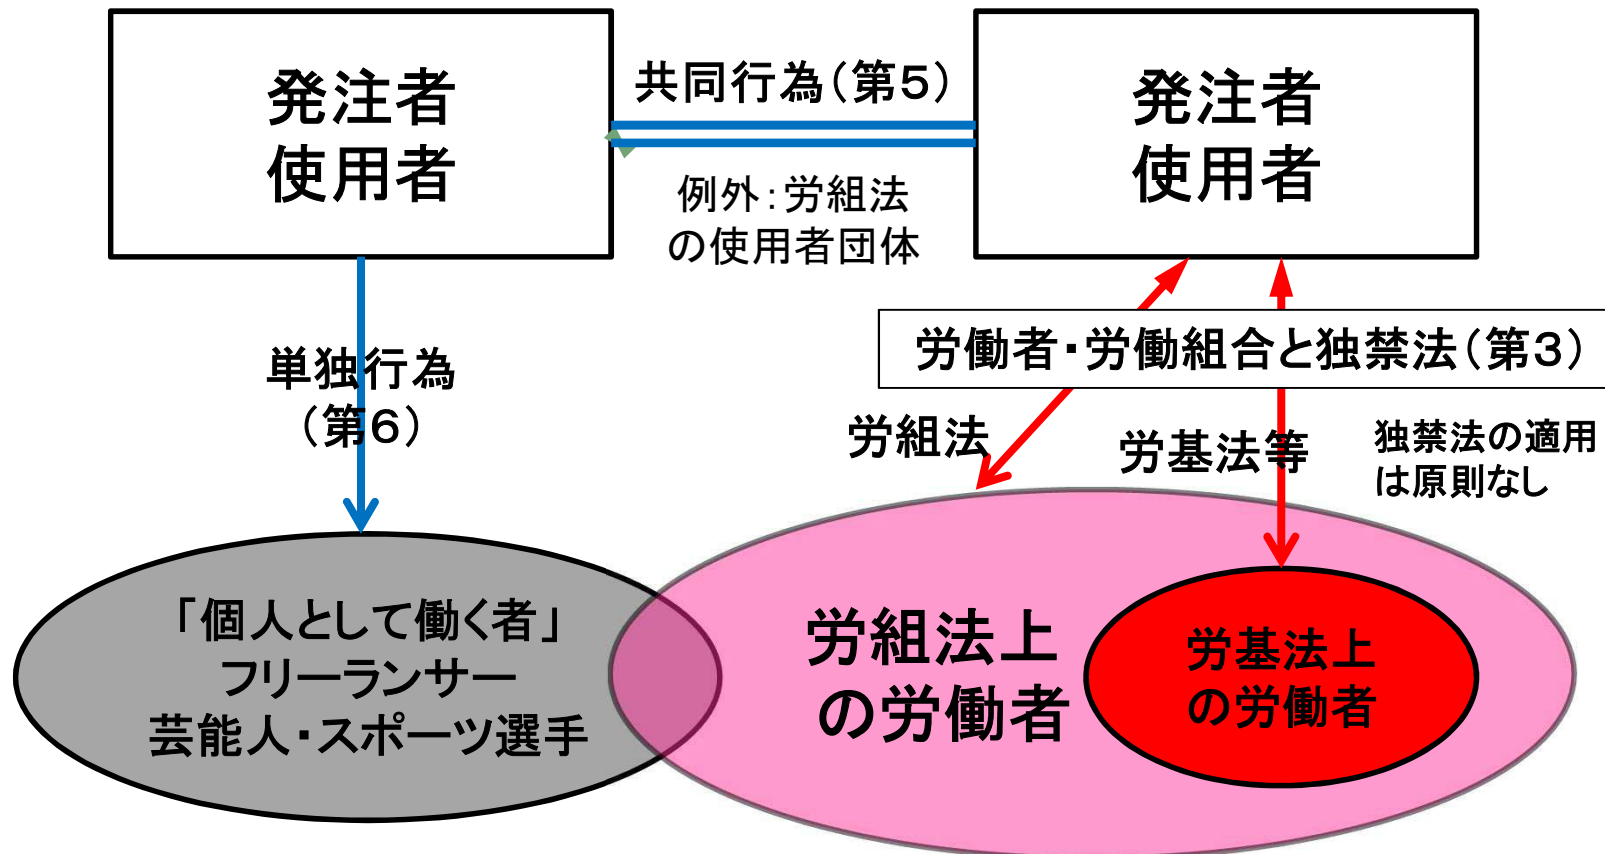 発注者
使用者
共同行為（第５）
例外：労組法
の使用者団体
発注者
使用者
単独行為
（第６）
労働者・労働組合と独禁法（第３）
労組法
労基法等
独禁法の適用
は原則なし
「個人として働く者」
フリーランサー
芸能人・スポーツ選手
労組法上
の労働者
労基法上
の労働者